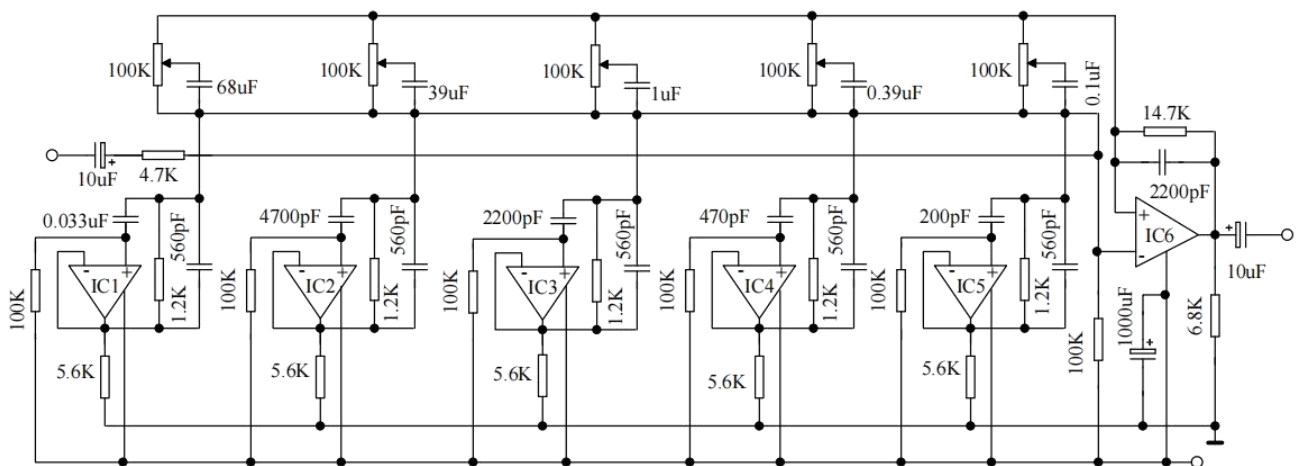 100K
68uF
100K
39uF
100K
1uF
100K
0.39uF
100K
0.1uF
14.7K
2200pF
+
10uF
4.7K
0.033uF
560pF
4700pF
560pF
2200pF
560pF
470pF
560pF
200pF
560pF
+
IC6
-
+
10uF
100K
-
+
IC1
1.2K
100K
-
+
IC2
1.2K
100K
-
+
IC3
1.2K
100K
-
+
IC4
1.2K
100K
-
+
IC5
1.2K
100K
1000uF
+
6.8K
5.6K
5.6K
5.6K
5.6K
5.6K